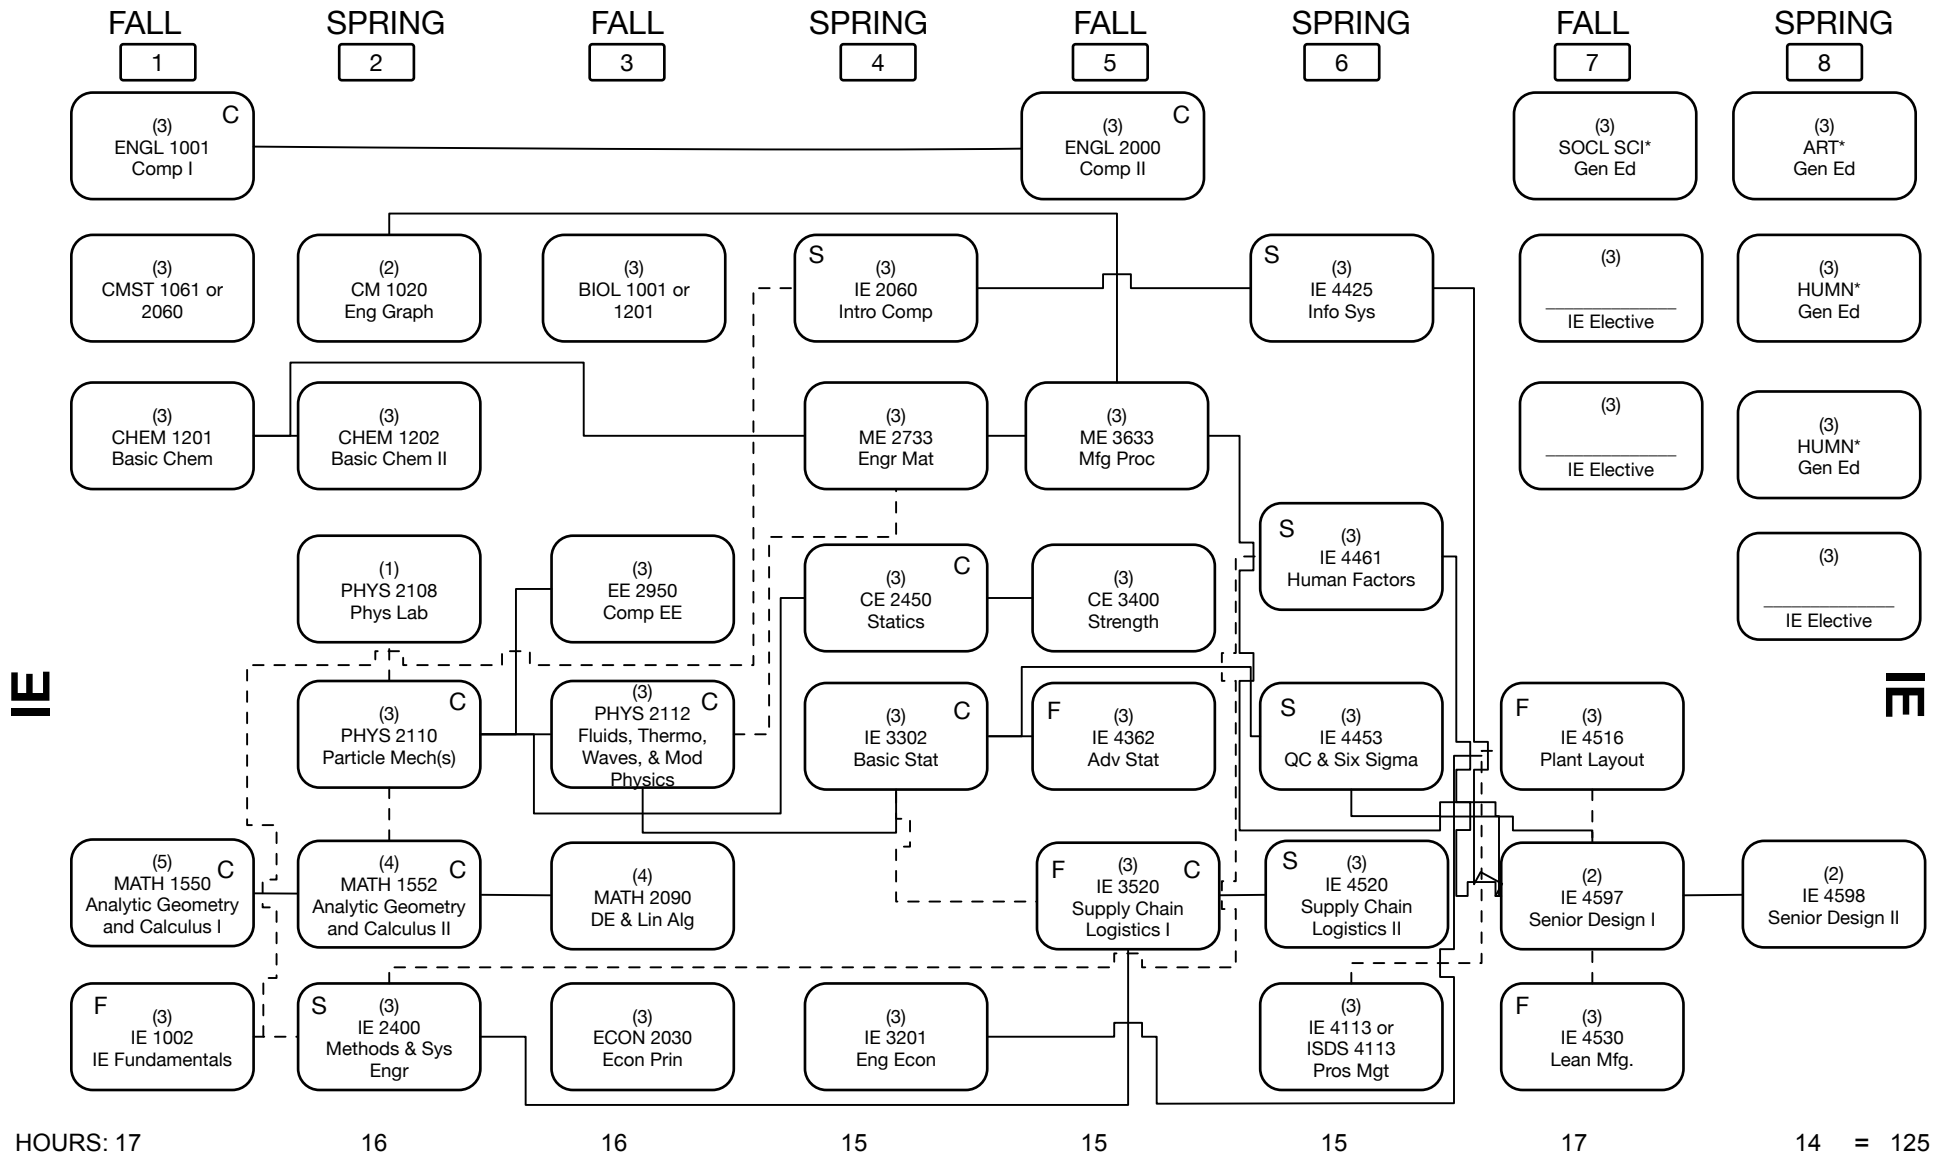 FALL
SPRING
FALL
SPRING
FALL
SPRING
FALL
SPRING
1
2
3
4
5
6
7
8
C
(3)
ENGL 1001
Comp I
C
(3)
ENGL 2000
Comp II
(3)
SOCL SCI*
Gen Ed
(3)
ART*
Gen Ed
(3)
CMST 1061 or
2060
(2)
CM 1020
Eng Graph
(3)
BIOL 1001 or
1201
S
(3)
IE 2060
Intro Comp
S
(3)
IE 4425
Info Sys
(3)
IE Elective
(3)
HUMN*
Gen Ed
(3)
CHEM 1201
Basic Chem
(3)
CHEM 1202
Basic Chem II
(3)
ME 2733
Engr Mat
(3)
ME 3633
Mfg Proc
(3)
IE Elective
(3)
HUMN*
Gen Ed
(1)
PHYS 2108
Phys Lab
(3)
EE 2950
Comp EE
C
(3)
CE 2450
Statics
(3)
CE 3400
Strength
S
(3)
IE 4461
Human Factors
(3)
IE Elective
IE
C
(3)
PHYS 2110
Particle Mech(s)
(3)
C
PHYS 2112
Fluids, Thermo,
Waves, & Mod
Physics
C
(3)
IE 3302
Basic Stat
F
(3)
IE 4362
Adv Stat
S
(3)
IE 4453
QC & Six Sigma
F
(3)
IE 4516
Plant Layout
IE
(5)
C
MATH 1550
Analytic Geometry
and Calculus I
(4)
C
MATH 1552
Analytic Geometry
and Calculus II
(4)
MATH 2090
DE & Lin Alg
F
(3)
C
IE 3520
Supply Chain
Logistics I
S
(3)
IE 4520
Supply Chain
Logistics II
(2)
IE 4597
Senior Design I
(2)
IE 4598
Senior Design II
F
(3)
IE 1002
IE Fundamentals
S
(3)
IE 2400
Methods & Sys
Engr
(3)
ECON 2030
Econ Prin
(3)
IE 3201
Eng Econ
(3)
IE 4113 or
ISDS 4113
Pros Mgt
F
(3)
IE 4530
Lean Mfg.
HOURS: 17 16 16 15 15 15 17 14 = 125